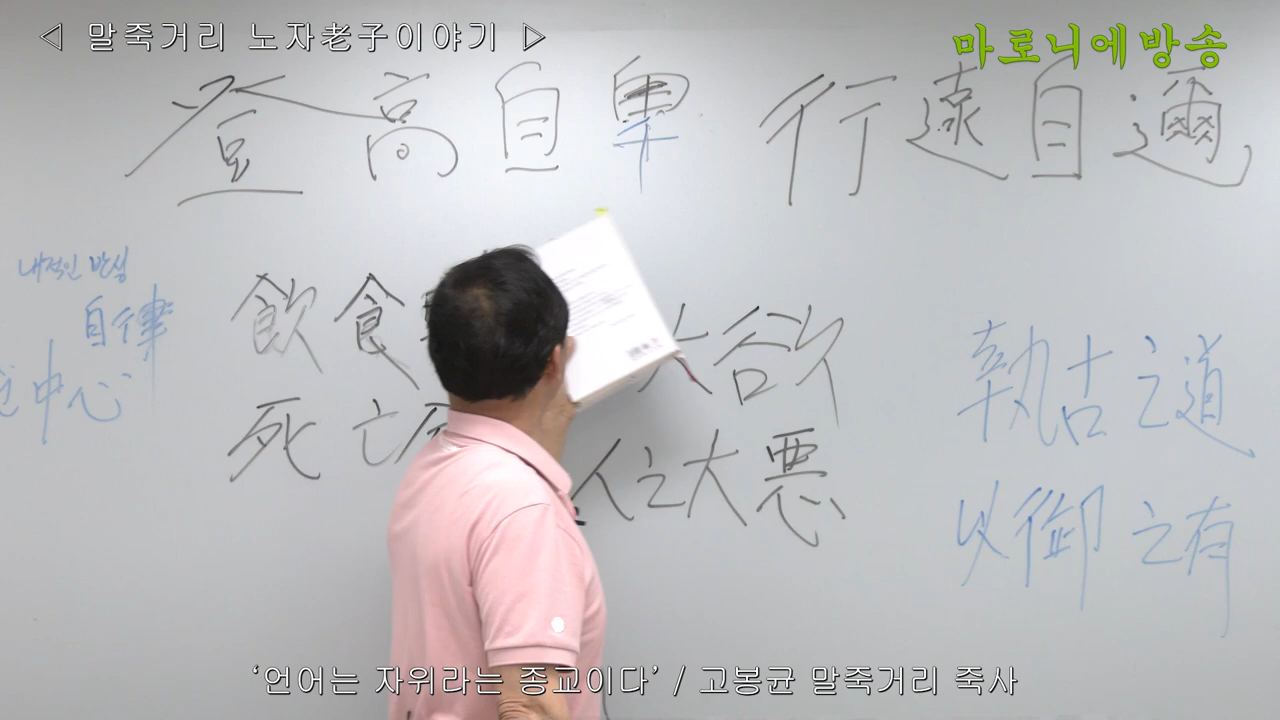 ◁ 말죽거리 노자老子이야기 ▷
마로니에방송
登高自卑 行遠自邇
내적인 반성
自律
中心
飲食 大欲
死亡 人之大惡
執古之道
以御之有
‘언어는 자위라는 종교이다’ / 고봉균 말죽거리 죽사